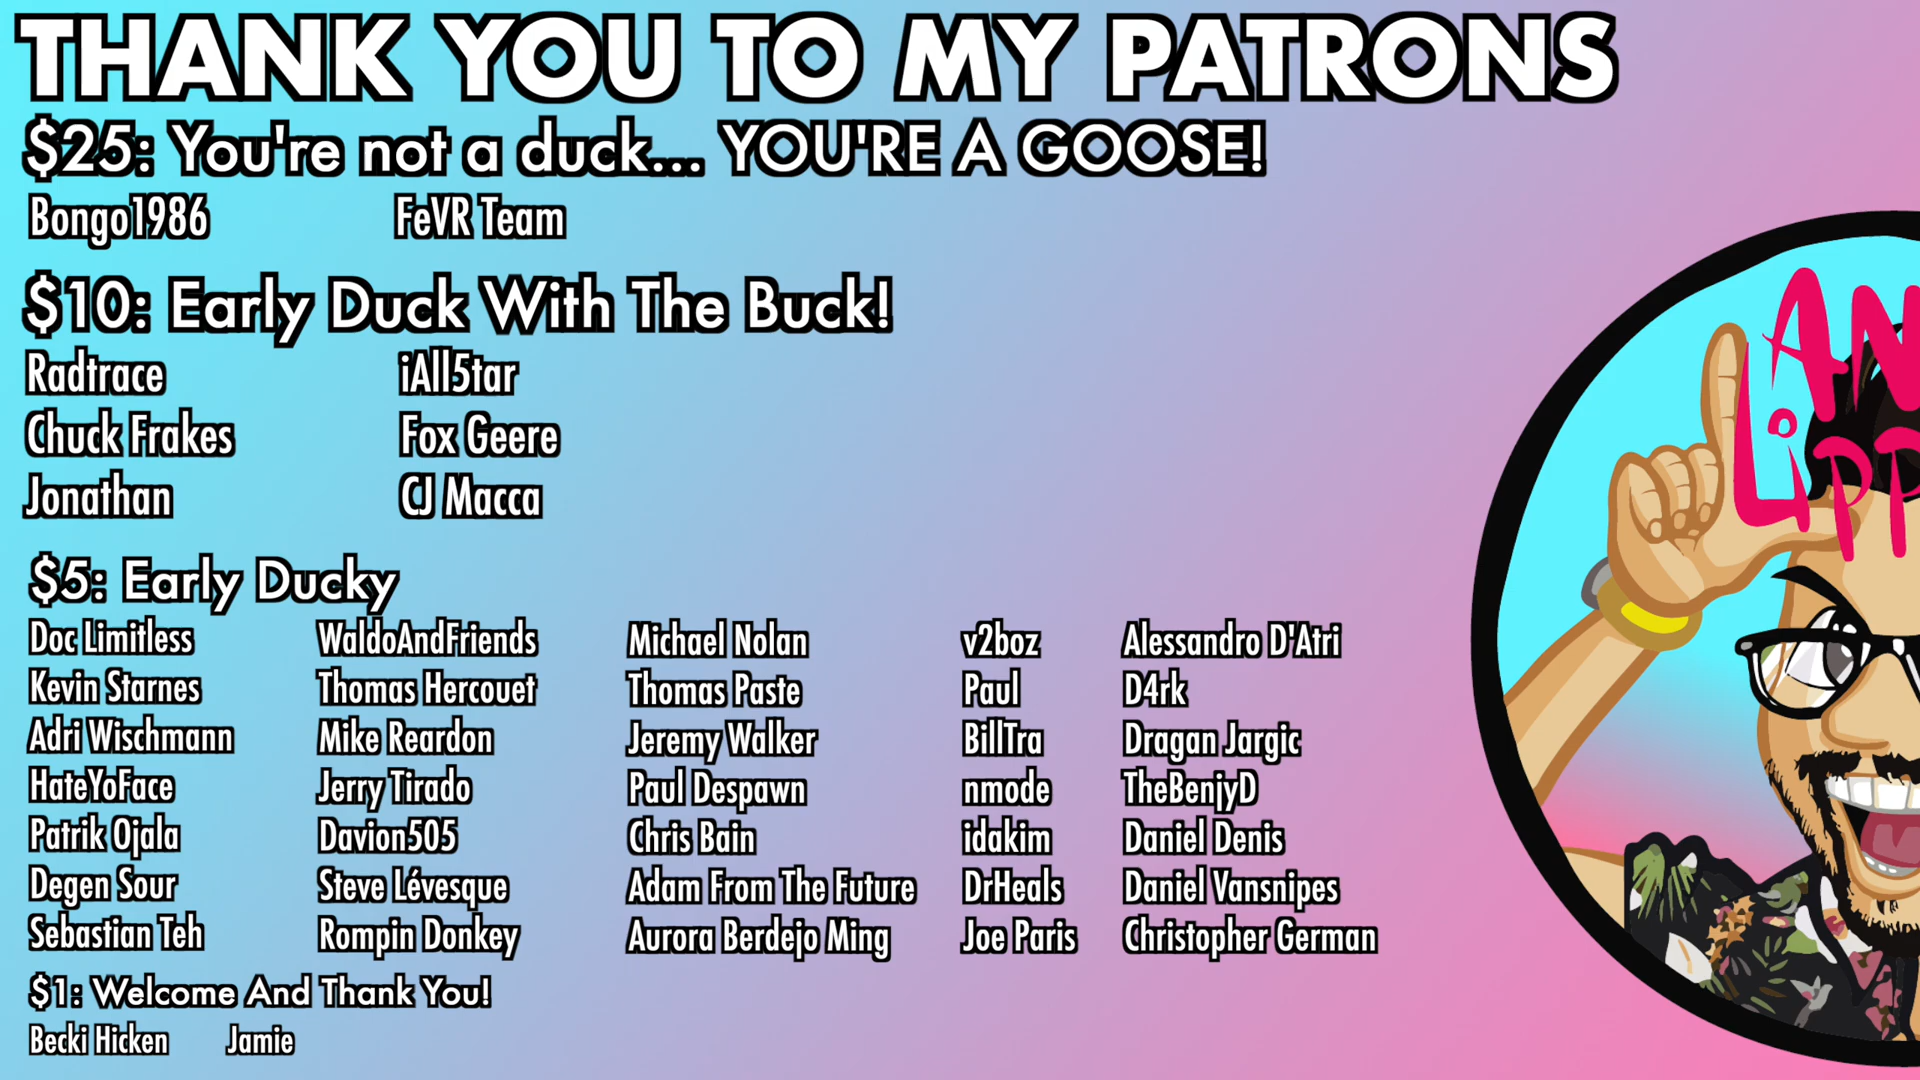 THANK YOU TO MY PATRONS
$25: You're not a duck... YOU'RE A GOOSE!
Bongo1986 FeVR Team
$10: Early Duck With The Buck!
Radtrace iAll5tar
Chuck Frakes Fox Geere
Jonathan CJ Macca
$5: Early Ducky
Doc Limitless WaldoAndFriends Michael Nolan v2boz Alessandro D'Atri
Kevin Starnes Thomas Hercouet Thomas Paste Paul D4rk
Adri Wischmann Mike Reardon Jeremy Walker BillTra Dragan Jargic
HateYoFace Jerry Tirado Paul Despawn nmode TheBenjyD
Patrik Ojala Davion505 Chris Bain idakim Daniel Denis
Degen Sour Steve Lévesque Adam From The Future DrHeals Daniel Vansnipes
Sebastian Teh Rompin Donkey Aurora Berdejo Ming Joe Paris Christopher German
$1: Welcome And Thank You!
Becki Hicken Jamie